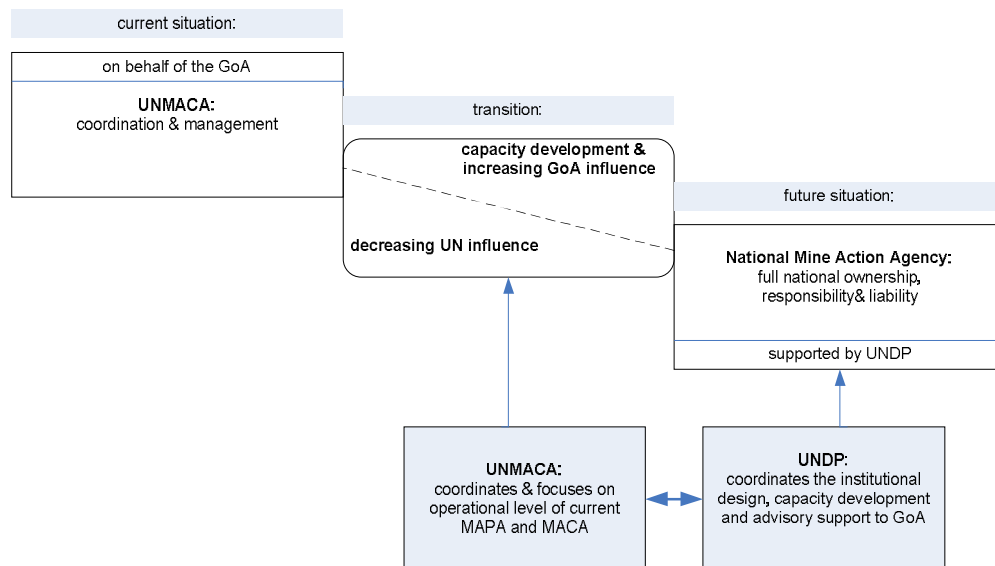 current situation:
on behalf of the GoA
UNMACA:
coordination & management
transition:
capacity development &
increasing GoA influence
decreasing UN influence
future situation:
National Mine Action Agency:
full national ownership,
responsibility& liability
supported by UNDP
UNMACA:
coordinates & focuses on
operational level of current
MAPA and MACA
UNDP:
coordinates the institutional
design, capacity development
and advisory support to GoA